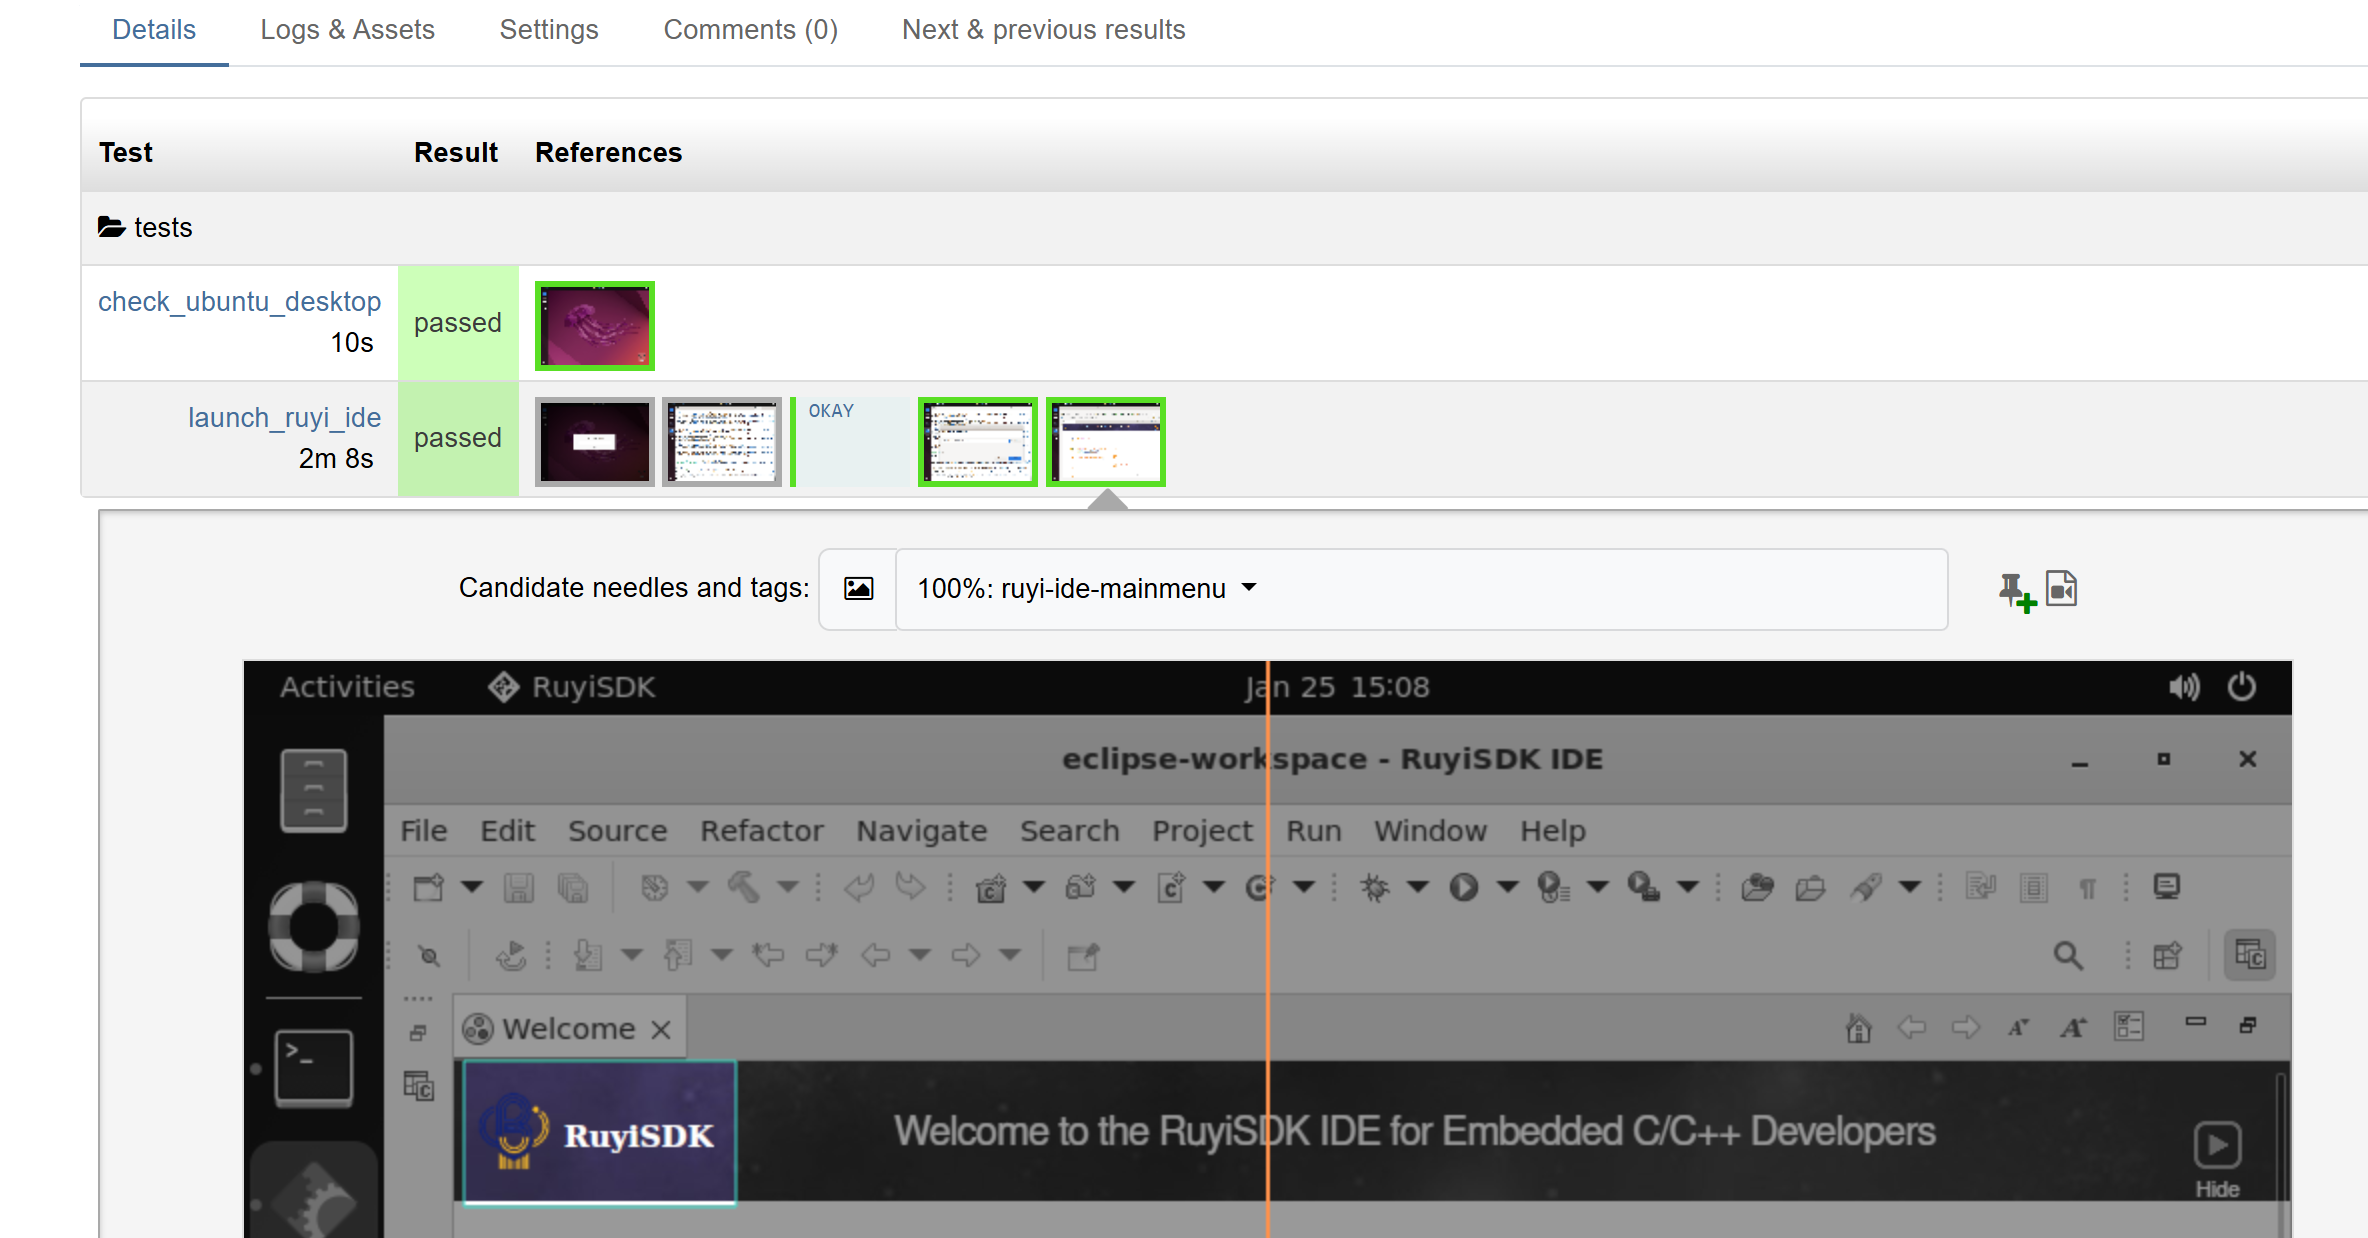 Details Logs & Assets Settings Comments (0) Next & previous results
Test Result References
tests
check_ubuntu_desktop
10s
passed
launch_ruyi_ide
2m 8s
passed
OKAY
Candidate needles and tags: 100%: ruyi-ide-mainmenu
Activities RuyiSDK Jan 25 15:08
eclipse-workspace - RuyiSDK IDE
File Edit Source Refactor Navigate Search Project Run Window Help
Welcome
RuyiSDK Welcome to the RuyiSDK IDE for Embedded C/C++ Developers
Hide